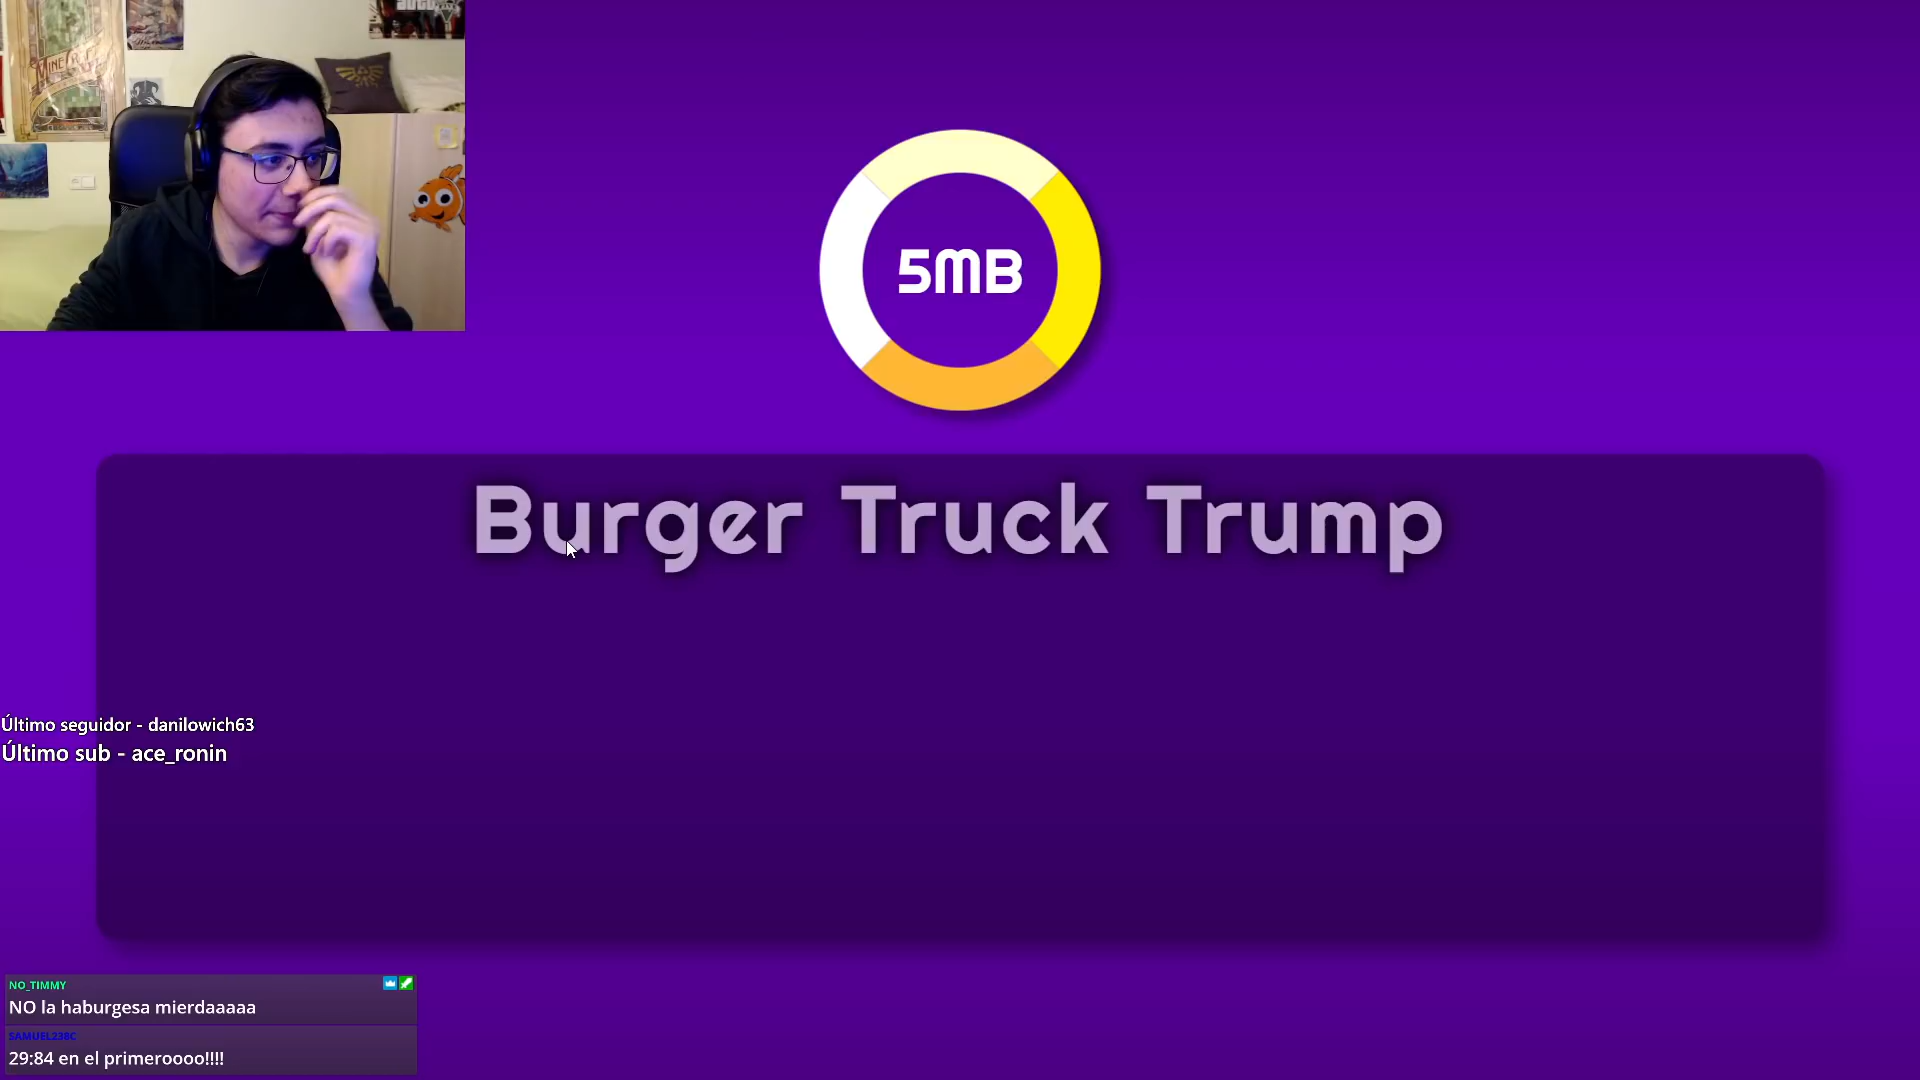 5MB
Burger Truck Trump
Último seguidor - danilowich63
Último sub - ace_ronin
NO_TIMMY
NO la haburgesa mierdaaaaa
SAMUEL238C
29:84 en el primeroooo!!!!